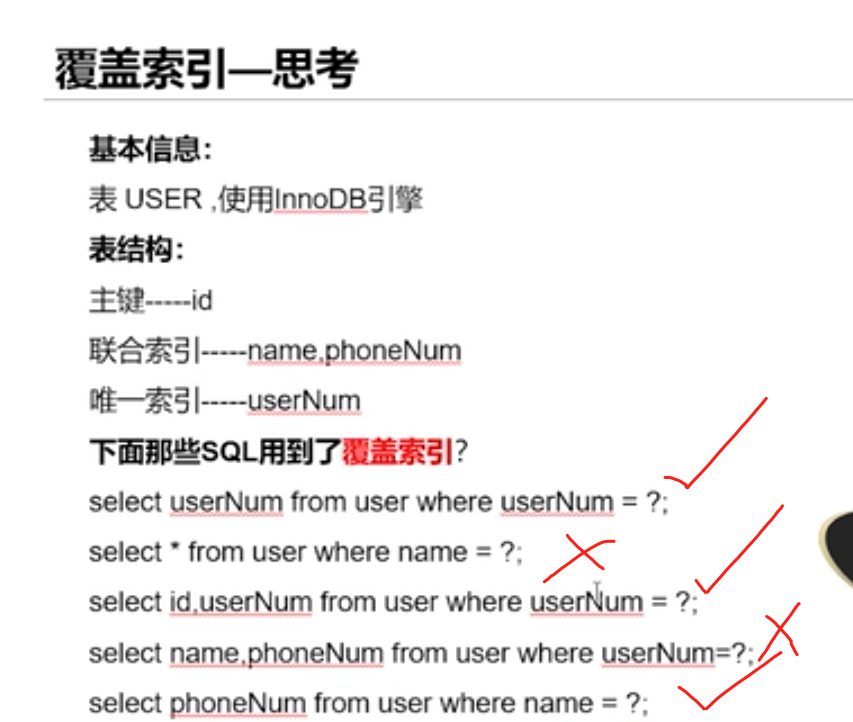 覆盖索引—思考
基本信息：
表 USER ,使用InnoDB引擎
表结构：
主键-----id
联合索引-----name,phoneNum
唯一索引-----userNum
下面那些SQL用到了覆盖索引?
select userNum from user where userNum = ?;
select * from user where name = ?;
select id,userNum from user where userNum = ?;
select name,phoneNum from user where userNum=?;
select phoneNum from user where name = ?;